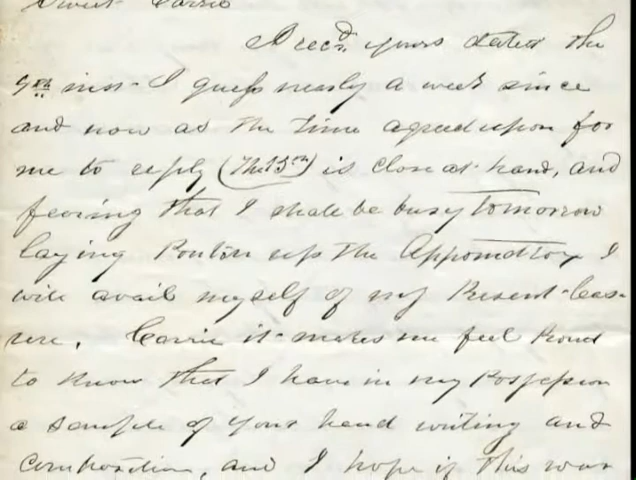 Sweet Carrie
I recd yours dated the
9th inst - I guess nearly a week since
and now as the time agreed upon for
me to reply (The 15th) is close at hand, and
fearing that I shall be busy tomorrow
laying Pontoon ups the Appomattox I
will avail myself of my Present leas-
ure. Carrie it makes me feel Proud
to know that I have in my Possession
a sample of your hand writing and
composition, and I hope if this war